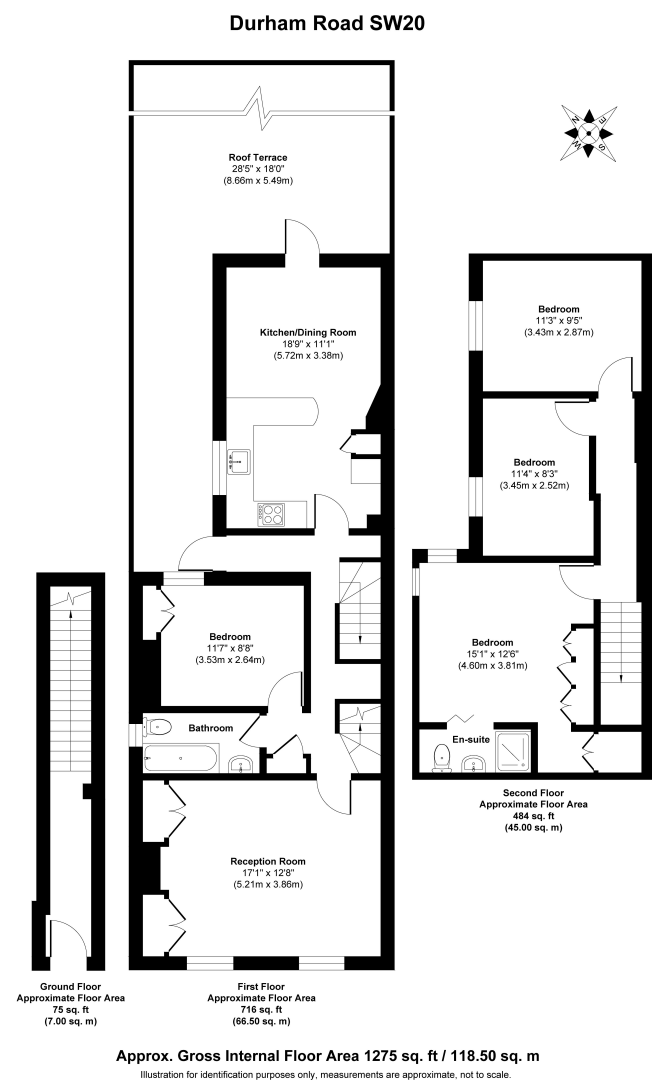 Durham Road SW20
N
E
S
W
Roof Terrace
28'5" x 18'0"
(8.66m x 5.49m)
Kitchen/Dining Room
18'9" x 11'1"
(5.72m x 3.38m)
Bedroom
11'3" x 9'5"
(3.43m x 2.87m)
Bedroom
11'4" x 8'3"
(3.45m x 2.52m)
Bedroom
11'7" x 8'8"
(3.53m x 2.64m)
Bedroom
15'1" x 12'6"
(4.60m x 3.81m)
Bathroom
En-suite
Reception Room
17'1" x 12'8"
(5.21m x 3.86m)
Second Floor
Approximate Floor Area
484 sq. ft
(45.00 sq. m)
Ground Floor
Approximate Floor Area
75 sq. ft
(7.00 sq. m)
First Floor
Approximate Floor Area
716 sq. ft
(66.50 sq. m)
Approx. Gross Internal Floor Area 1275 sq. ft / 118.50 sq. m
Illustration for identification purposes only, measurements are approximate, not to scale.